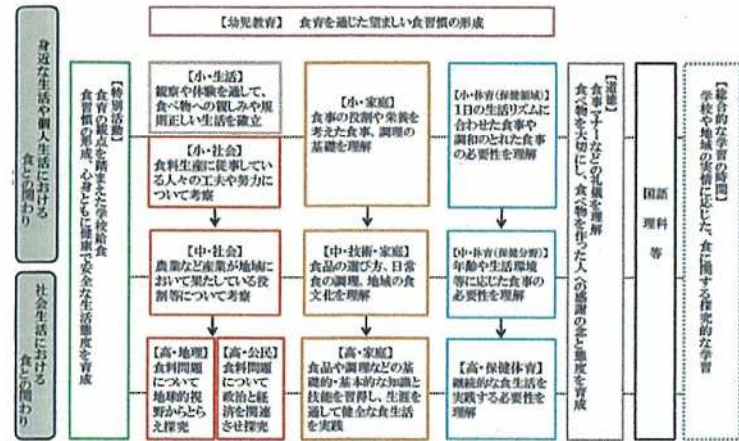 【幼児教育】 食育を通じた望ましい食習慣の形成
身近な生活や個人生活における
食との関わり
社会生活における
食との関わり
【特別活動】
食育の観点を踏まえた学校給食
食習慣の形成、心身ともに健康で安全な生活態度を育成
【小・生活】
観察や体験を通して、
食べ物への親しみや規
則正しい生活を確立
【小・社会】
食料生産に従事している
人々の工夫や努力に
ついて考察
【中・社会】
農業など産業が地域に
おいて果たしている役
割等について考察
【高・地理】
食料問題
について
地球的視野
からとら
え探究
【高・公民】
食料問題
について
政治と経
済を関連
させ探究
【小・家庭】
食事の役割や栄養を
考えた食事、調理の
基礎を理解
【中・技術・家庭】
食品の選び方、日常
食の調理、地域の食
文化を理解
【高・家庭】
食品や調理などの基
礎的・基本的な知識と
技能を習得し、生涯を
通して健全な食生活
を実践
【小・体育(保健領域)】
1日の生活リズムに
合わせた食事や
調和のとれた食事
の必要性を理解
【中・体育(保健分野)】
年齢や生活環境
等に応じた食事の
必要性を理解
【高・保健体育】
継続的な食生活を
実践する必要性を
理解
【道徳】
食事マナーなどの礼儀を理解
食べ物を大切にし、食べ物を作った人への感謝の念と態度を育成
国語
理科 等
【総合的な学習の時間】
学校や地域の実情に応じた、食に関する探究的な学習